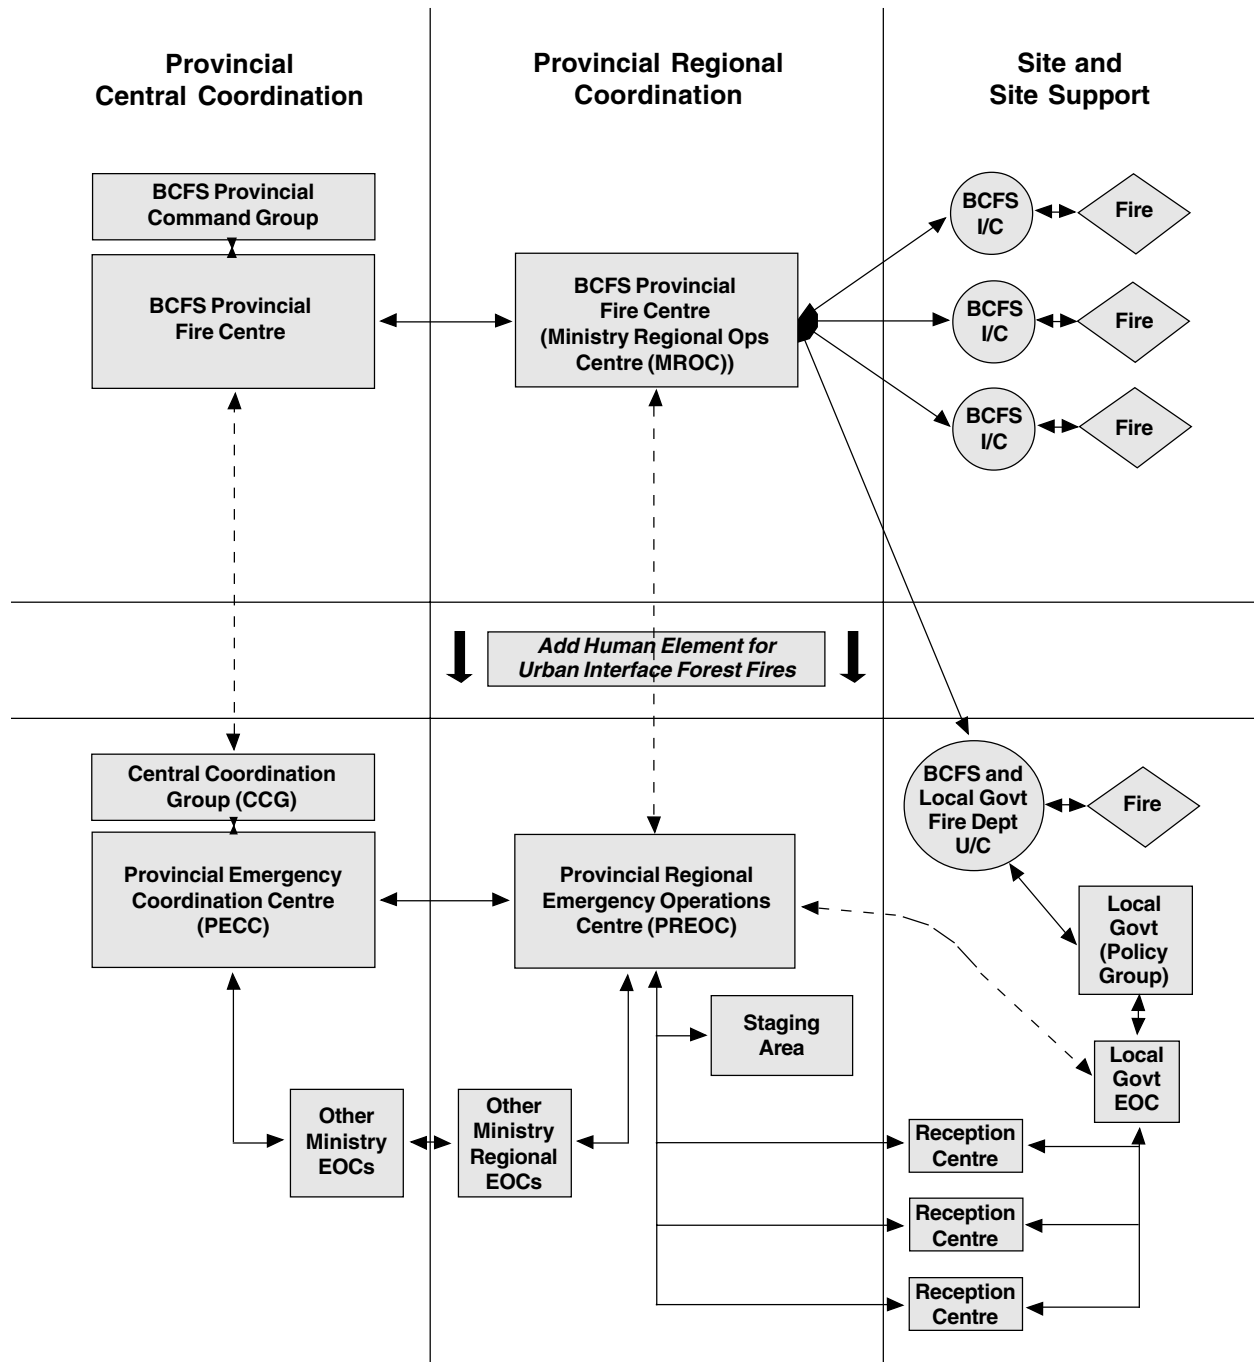 Provincial
Central Coordination
Provincial Regional
Coordination
Site and
Site Support
BCFS Provincial
Command Group
BCFS Provincial
Fire Centre
BCFS Provincial
Fire Centre
(Ministry Regional Ops
Centre (MROC))
BCFS
I/C
Fire
BCFS
I/C
Fire
BCFS
I/C
Fire
Add Human Element for
Urban Interface Forest Fires
Central Coordination
Group (CCG)
Provincial Emergency
Coordination Centre
(PECC)
Provincial Regional
Emergency Operations
Centre (PREOC)
BCFS and
Local Govt
Fire Dept
U/C
Fire
Local
Govt
(Policy
Group)
Staging
Area
Local
Govt
EOC
Other
Ministry
EOCs
Other
Ministry
Regional
EOCs
Reception
Centre
Reception
Centre
Reception
Centre